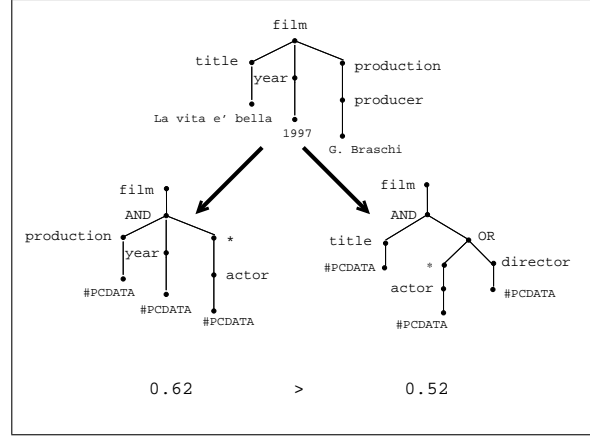 film
title
production
year
producer
La vita e' bella
1997
G. Braschi
film
film
AND
AND
production
*
title
OR
year
#PCDATA
*
director
actor
actor
#PCDATA
#PCDATA
#PCDATA
#PCDATA
#PCDATA
0.62 > 0.52